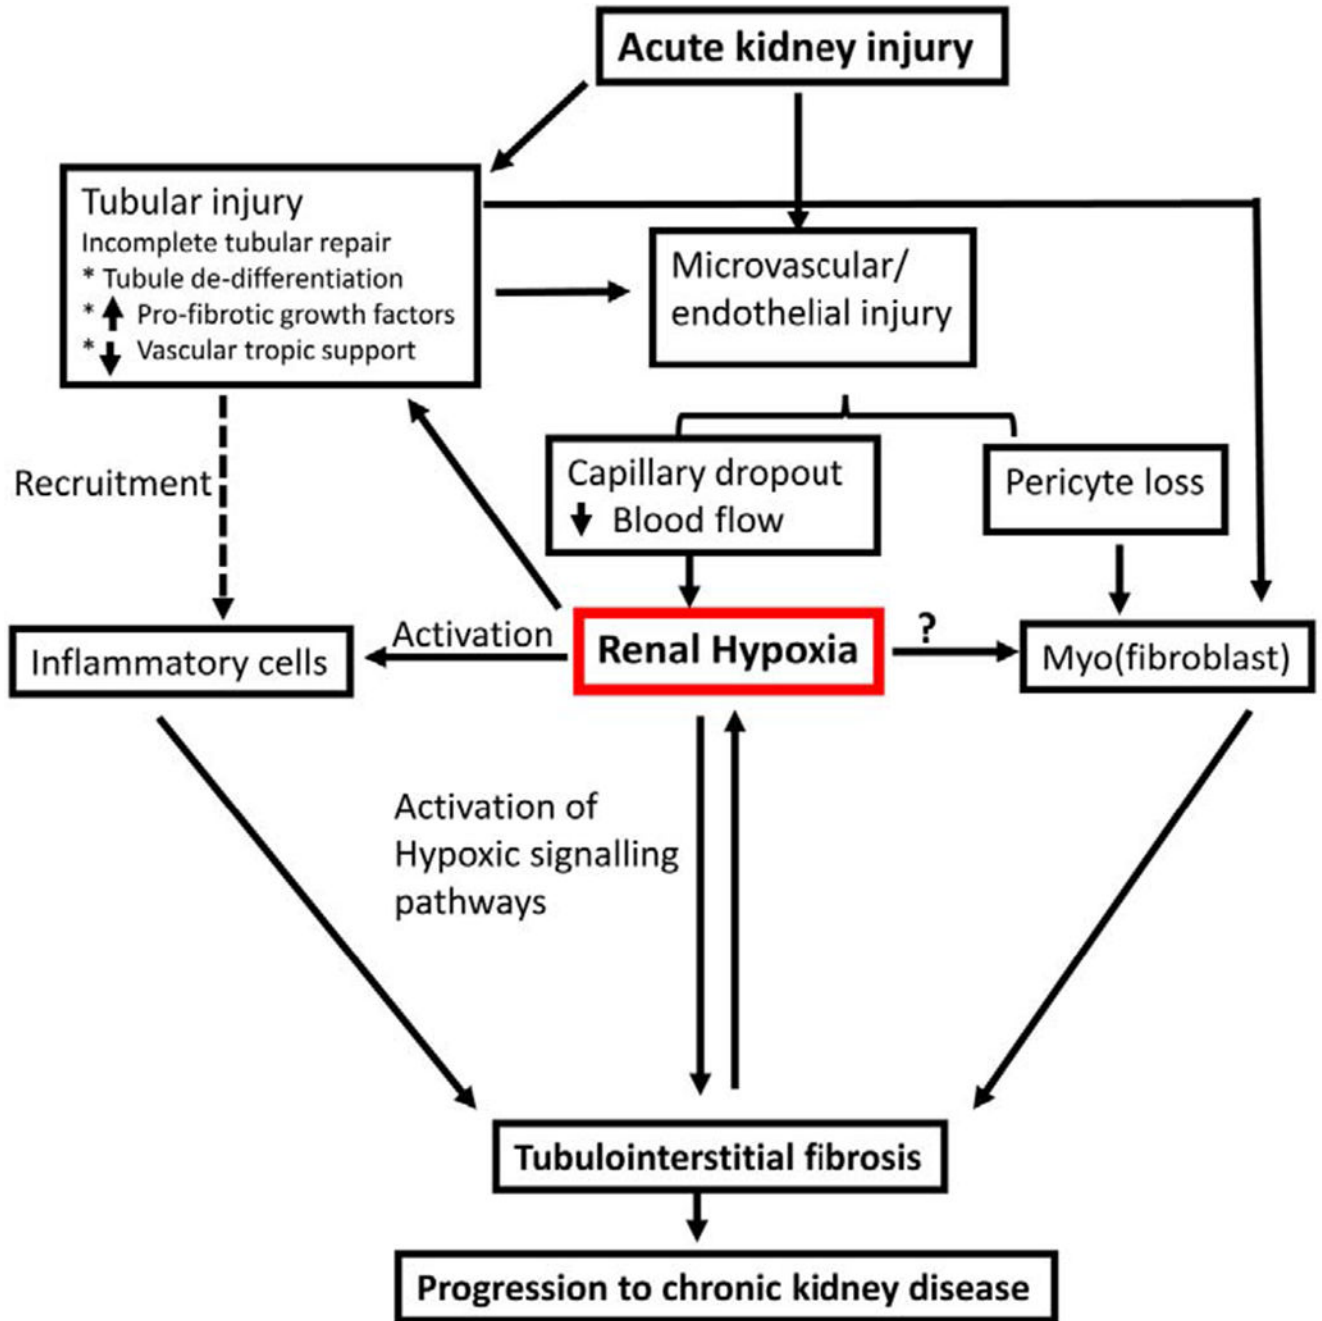 Acute kidney injury
Tubular injury
Incomplete tubular repair
* Tubule de-differentiation
* ↑ Pro-fibrotic growth factors
* ↓ Vascular tropic support
Microvascular/
endothelial injury
Capillary dropout
↓ Blood flow
Pericyte loss
Recruitment
Inflammatory cells
Activation
Renal Hypoxia
?
Myo(fibroblast)
Activation of
Hypoxic signalling
pathways
Tubulointerstitial fibrosis
Progression to chronic kidney disease